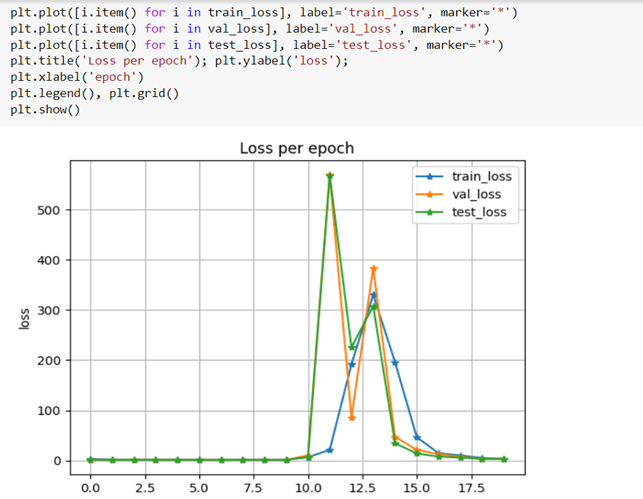 plt.plot([i.item() for i in train_loss], label='train_loss', marker='*')
plt.plot([i.item() for i in val_loss], label='val_loss', marker='*')
plt.plot([i.item() for i in test_loss], label='test_loss', marker='*')
plt.title('Loss per epoch'); plt.ylabel('loss');
plt.xlabel('epoch')
plt.legend(), plt.grid()
plt.show()
Loss per epoch
train_loss
val_loss
test_loss
500
400
300
200
100
0
loss
0.0 2.5 5.0 7.5 10.0 12.5 15.0 17.5